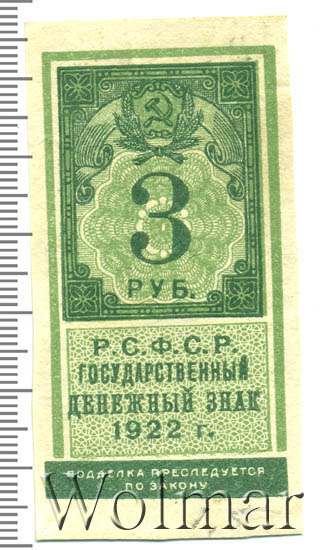 3
РУБ.
Р.С.Ф.С.Р.
ГОСУДАРСТВЕННЫЙ
ДЕНЕЖНЫЙ ЗНАК
1922 г.
ПОДДЕЛКА ПРЕСЛЕДУЕТСЯ
ПО ЗАКОНУ.
Wolmar